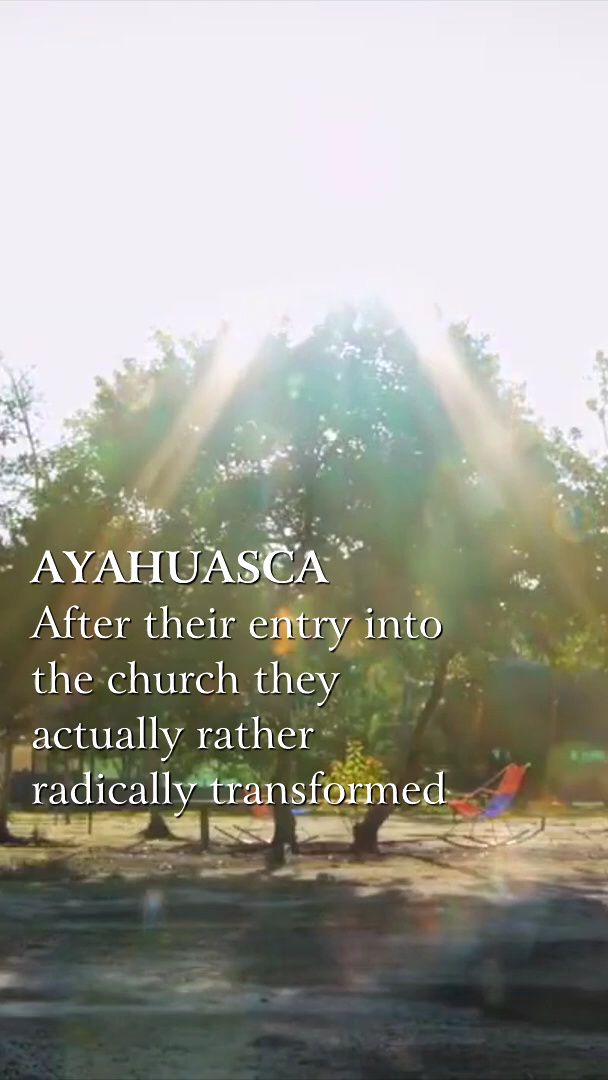 AYAHUASCA
After their entry into
the church they
actually rather
radically transformed